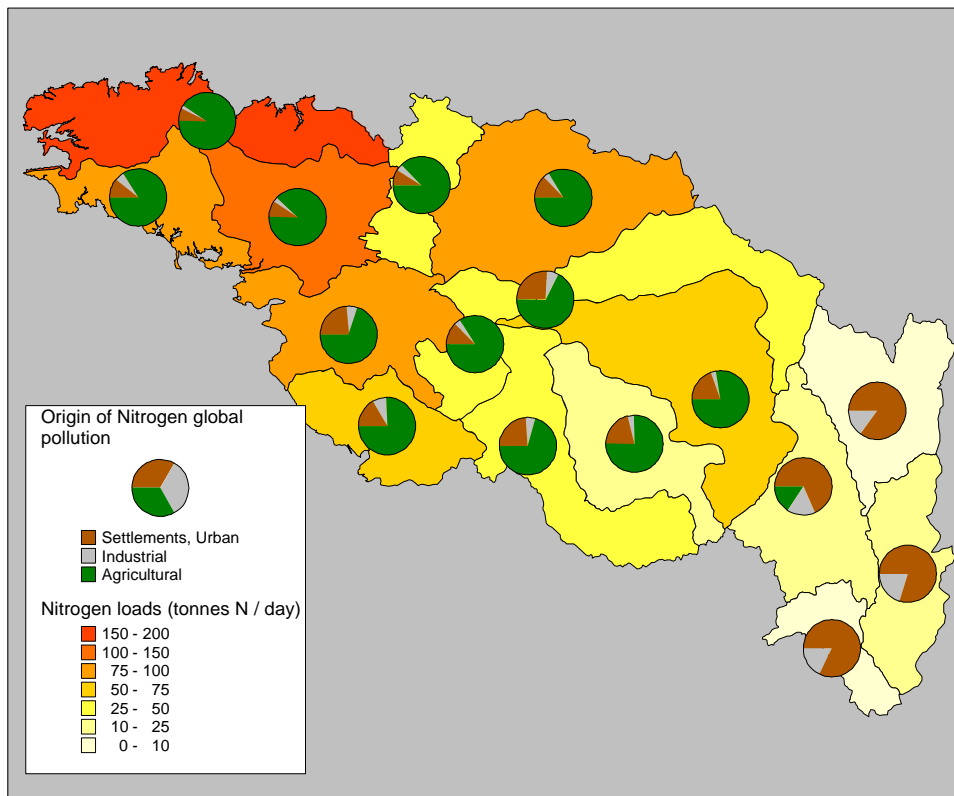 Origin of Nitrogen global
pollution
Settlements, Urban
Industrial
Agricultural
Nitrogen loads (tonnes N / day)
150 - 200
100 - 150
75 - 100
50 - 75
25 - 50
10 - 25
0 - 10